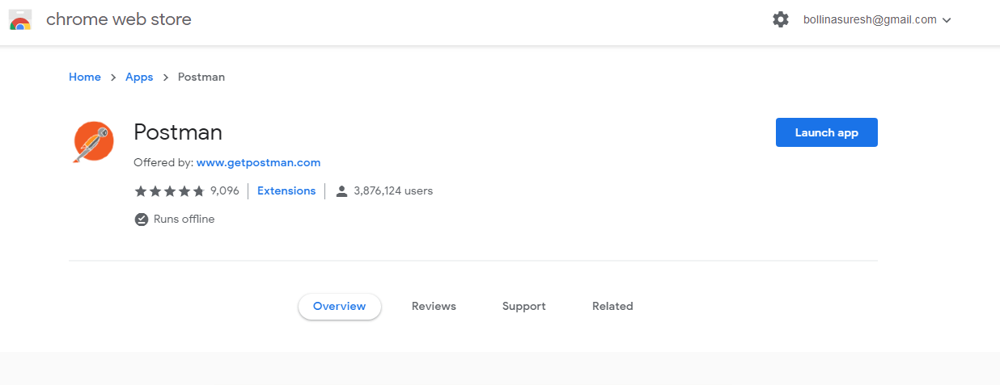 chrome web store
bollinasuresh@gmail.com
Home > Apps > Postman
Postman
Launch app
Offered by: www.getpostman.com
9,096 Extensions 3,876,124 users
Runs offline
Overview Reviews Support Related